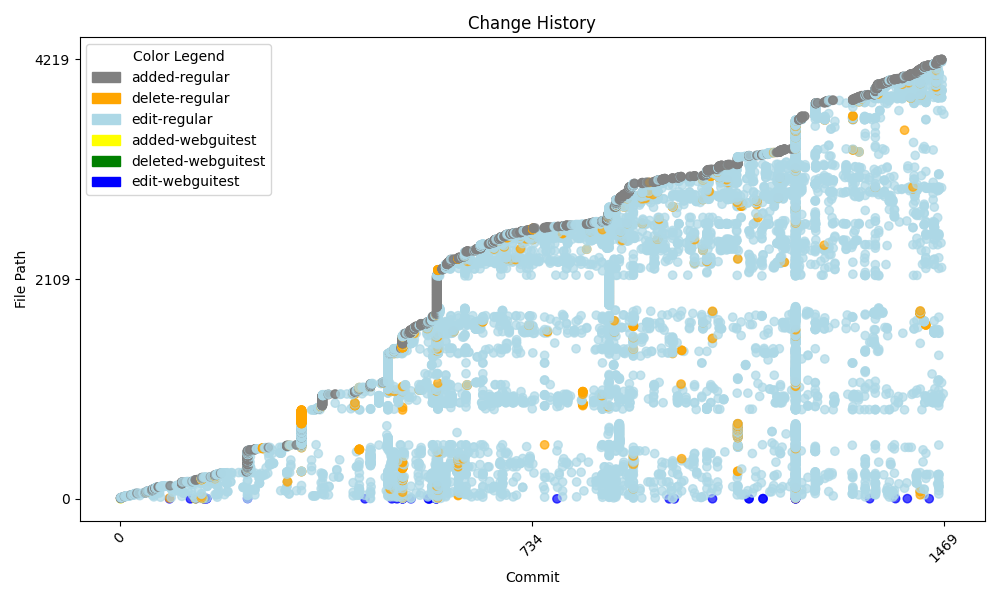 Change History
Color Legend
added-regular
delete-regular
edit-regular
added-webguitest
deleted-webguitest
edit-webguitest
4219
2109
0
File Path
0
734
1469
Commit